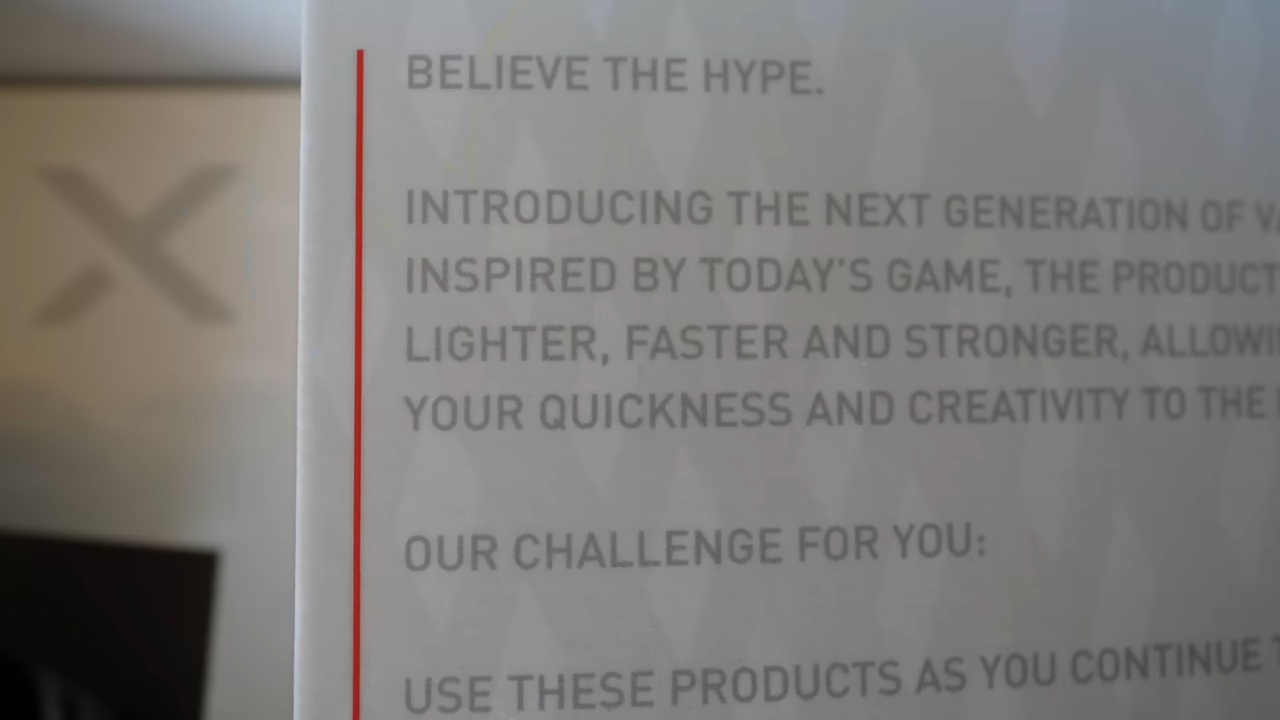 BELIEVE THE HYPE.
INTRODUCING THE NEXT GENERATION OF
INSPIRED BY TODAY'S GAME, THE PRODUCT
LIGHTER, FASTER AND STRONGER,
YOUR QUICKNESS AND CREATIVITY TO THE
OUR CHALLENGE FOR YOU:
USE THESE PRODUCTS AS YOU CONTINUE
X